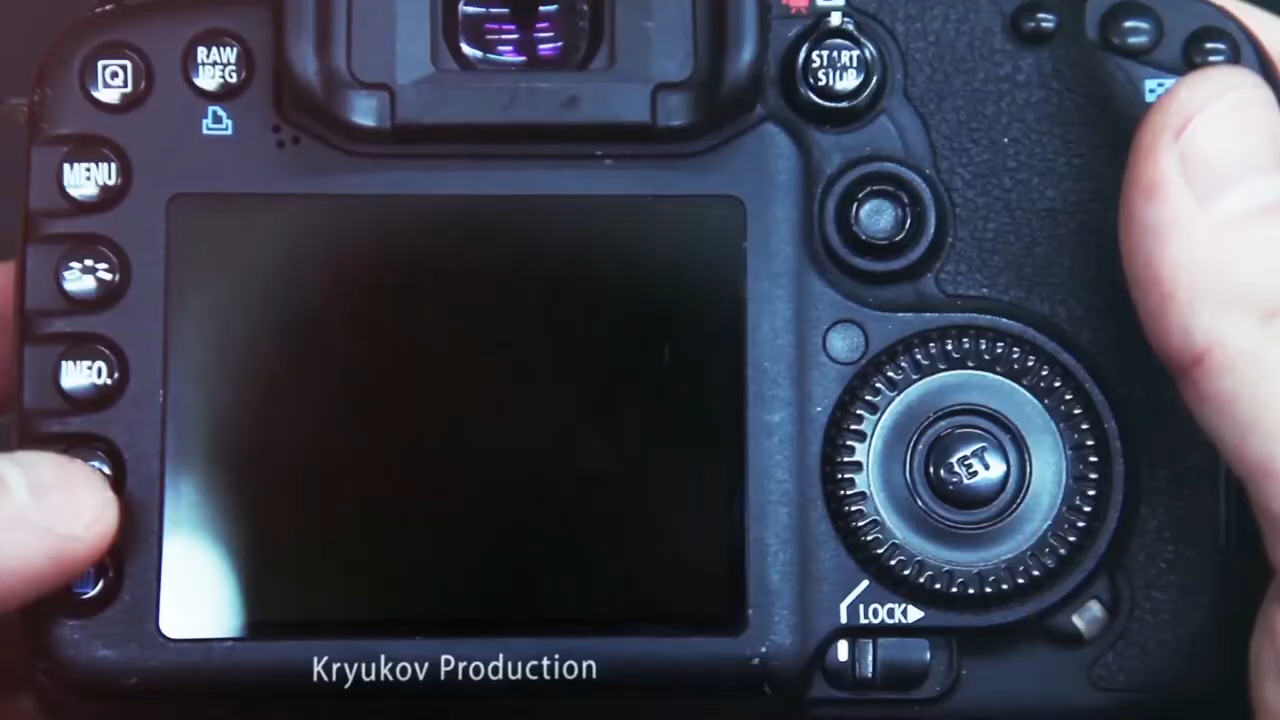 Q
RAW
JPEG
START
STOP
MENU
INFO.
SET
LOCK
Kryukov Production